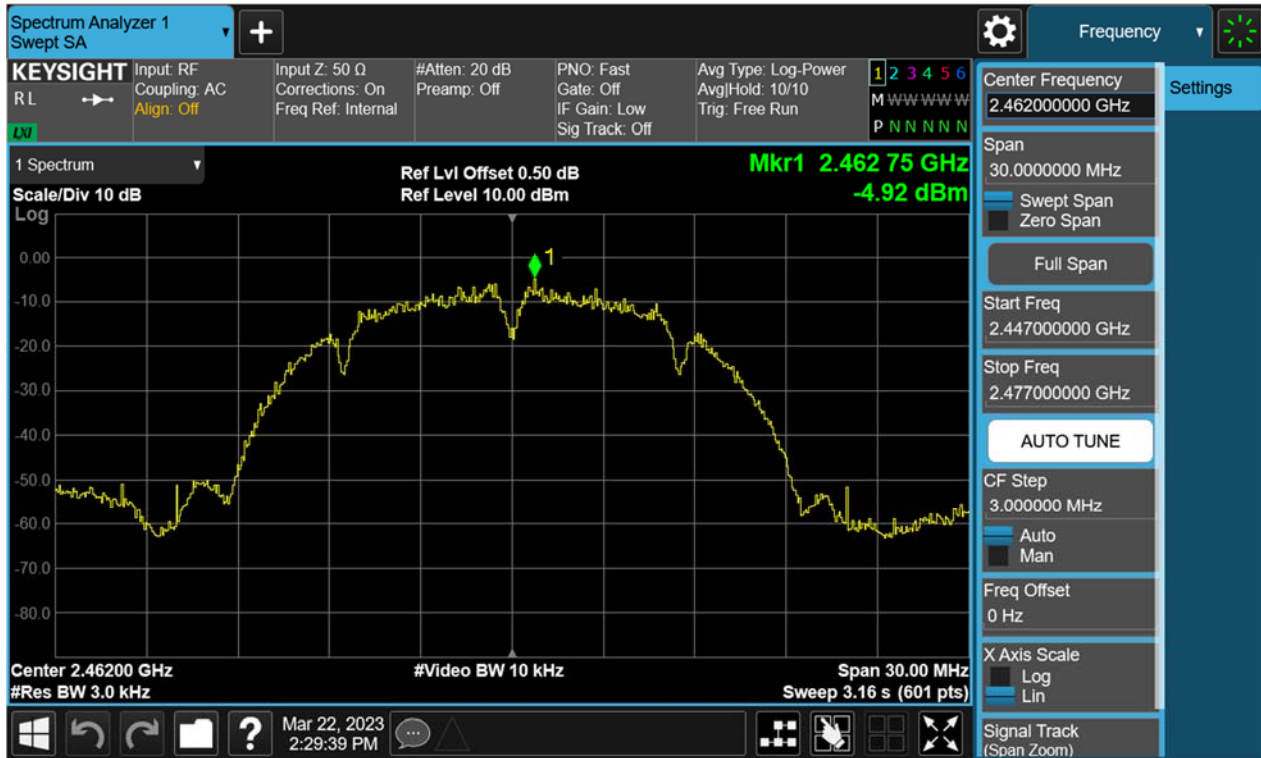 Spectrum Analyzer 1
Swept SA
Frequency
KEYSIGHT
RL
LXI
Input: RF
Coupling: AC
Align: Off
Input Z: 50 Ω
Corrections: On
Freq Ref: Internal
#Atten: 20 dB
Preamp: Off
PNO: Fast
Gate: Off
IF Gain: Low
Sig Track: Off
Avg Type: Log-Power
Avg|Hold: 10/10
Trig: Free Run
1 2 3 4 5 6
M W W W W W
P N N N N N
1 Spectrum
Scale/Div 10 dB
Log
Ref Lvl Offset 0.50 dB
Ref Level 10.00 dBm
Mkr1 2.462 75 GHz
-4.92 dBm
1
0.00
-10.0
-20.0
-30.0
-40.0
-50.0
-60.0
-70.0
-80.0
Center 2.46200 GHz
#Video BW 10 kHz
Span 30.00 MHz
#Res BW 3.0 kHz
Sweep 3.16 s (601 pts)
?
Mar 22, 2023
2:29:39 PM
Center Frequency
2.462000000 GHz
Settings
Span
30.0000000 MHz
Swept Span
Zero Span
Full Span
Start Freq
2.447000000 GHz
Stop Freq
2.477000000 GHz
AUTO TUNE
CF Step
3.000000 MHz
Auto
Man
Freq Offset
0 Hz
X Axis Scale
Log
Lin
Signal Track
(Span Zoom)